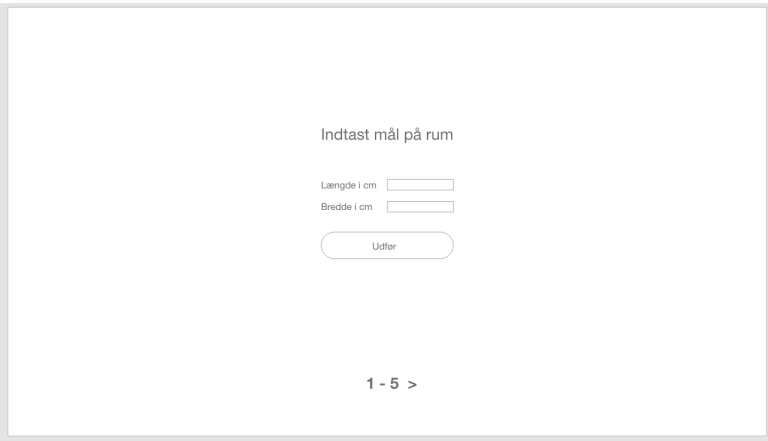 Indtast mål på rum
Længde i cm
Bredde i cm
Udfør
1 - 5 >